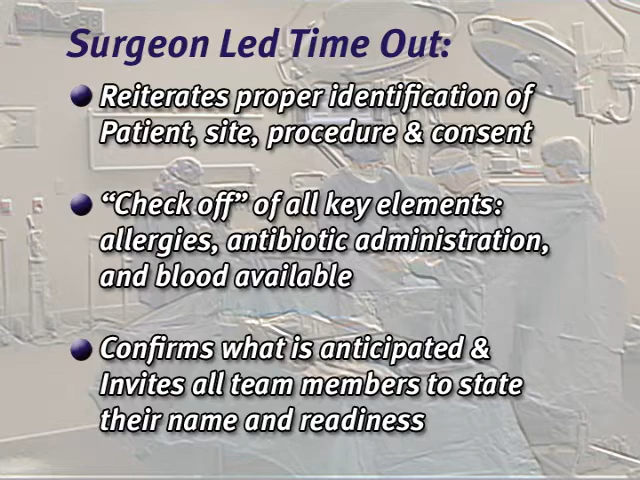 Surgeon Led Time Out:
Reiterates proper identification of
Patient, site, procedure & consent
“Check off” of all key elements:
allergies, antibiotic administration,
and blood available
Confirms what is anticipated &
Invites all team members to state
their name and readiness